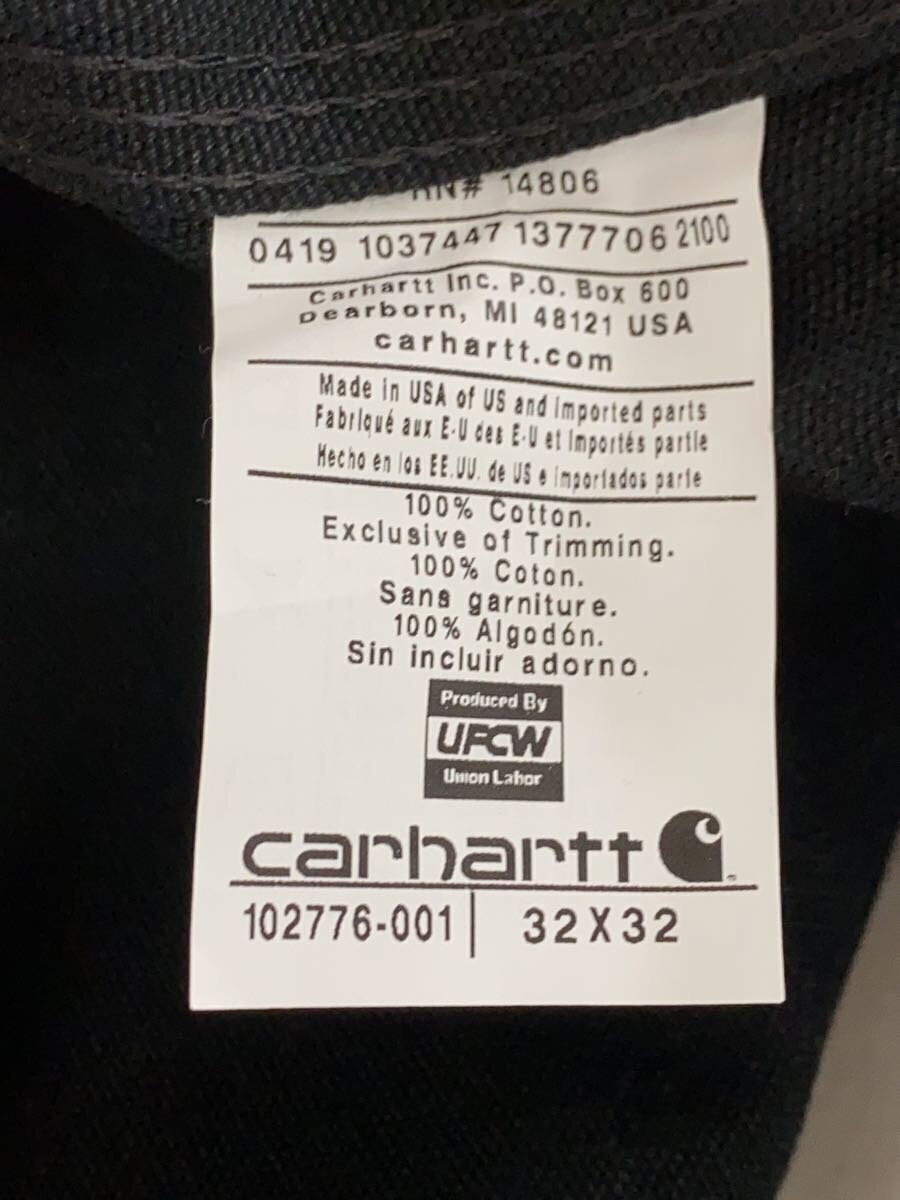 RN# 14806
0419 1037447 1377706 2100
Carhartt Inc. P.O. Box 600
Dearborn, MI 48121 USA
carhartt.com
Made in USA of US and imported parts
Fabriqué aux E-U des E-U et importés partie
Hecho en los EE.UU. de US e importados parte
100% Cotton.
Exclusive of Trimming.
100% Coton.
Sans garniture.
100% Algodón.
Sin incluir adorno.
Produced By
UFCW
Union Labor
carhartt
102776-001 | 32 X 32